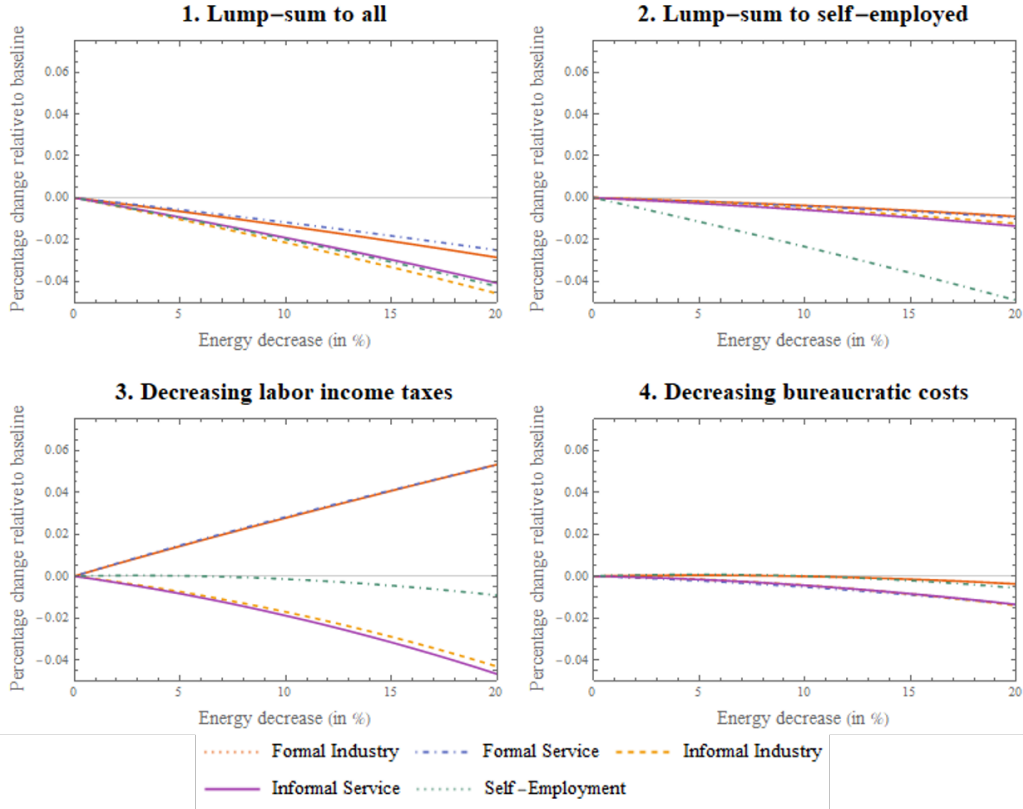 1. Lump−sum to all
Percentage change relative to baseline
0.06
0.04
0.02
0.00
−0.02
−0.04
0 5 10 15 20
Energy decrease (in %)
2. Lump−sum to self−employed
Percentage change relative to baseline
0.06
0.04
0.02
0.00
−0.02
−0.04
0 5 10 15 20
Energy decrease (in %)
3. Decreasing labor income taxes
Percentage change relative to baseline
0.06
0.04
0.02
0.00
−0.02
−0.04
0 5 10 15 20
Energy decrease (in %)
4. Decreasing bureaucratic costs
Percentage change relative to baseline
0.06
0.04
0.02
0.00
−0.02
−0.04
0 5 10 15 20
Energy decrease (in %)
Formal Industry Formal Service Informal Industry
Informal Service Self−Employment